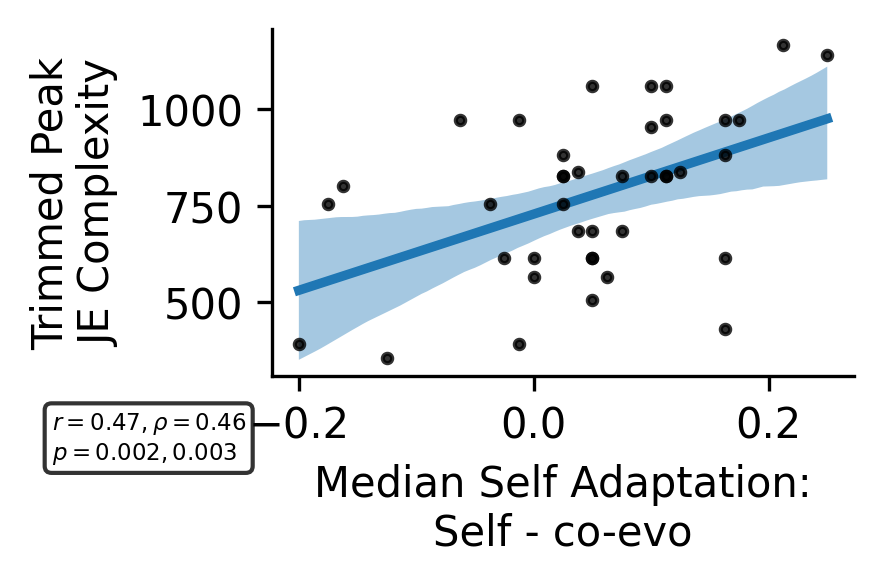 Trimmed Peak
JE Complexity
1000
750
500
−0.2
0.0
0.2
r = 0.47, ρ = 0.46
p = 0.002, 0.003
Median Self Adaptation:
Self - co-evo